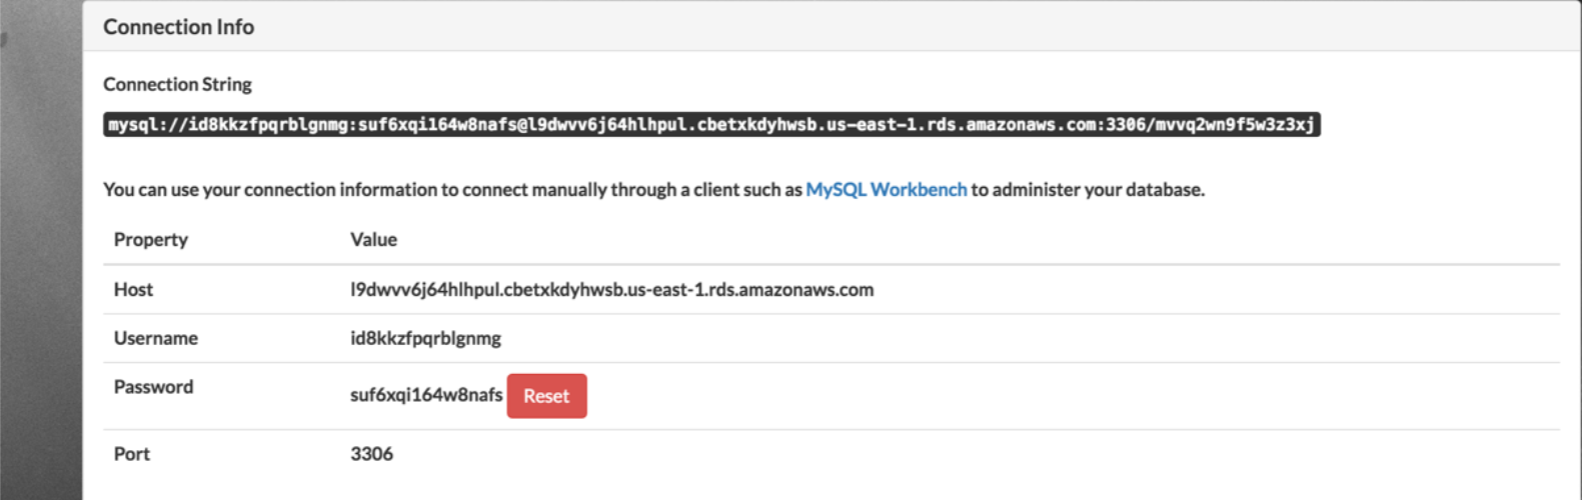 Connection Info
Connection String
mysql://id8kkzfpqrblgnmg:suf6xqi164w8nafs@l9dwvv6j64hlhpul.cbetxkdyhwsb.us-east-1.rds.amazonaws.com:3306/mvvq2wn9f5w3z3xj
You can use your connection information to connect manually through a client such as MySQL Workbench to administer your database.
Property Value
Host l9dwvv6j64hlhpul.cbetxkdyhwsb.us-east-1.rds.amazonaws.com
Username id8kkzfpqrblgnmg
Password suf6xqi164w8nafs Reset
Port 3306